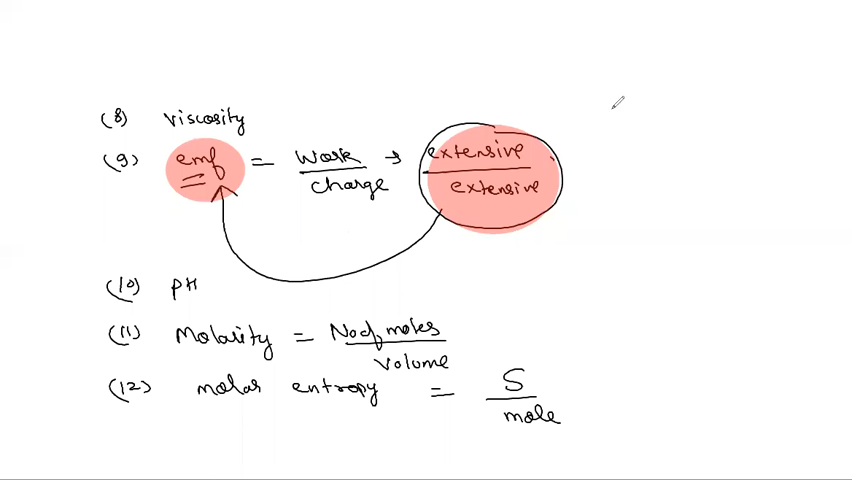 (8) Viscosity
(9) emf = Work / Charge → extensive / extensive
(10) PH
(11) Molarity = No of moles / Volume
(12) molar entropy = S / mole